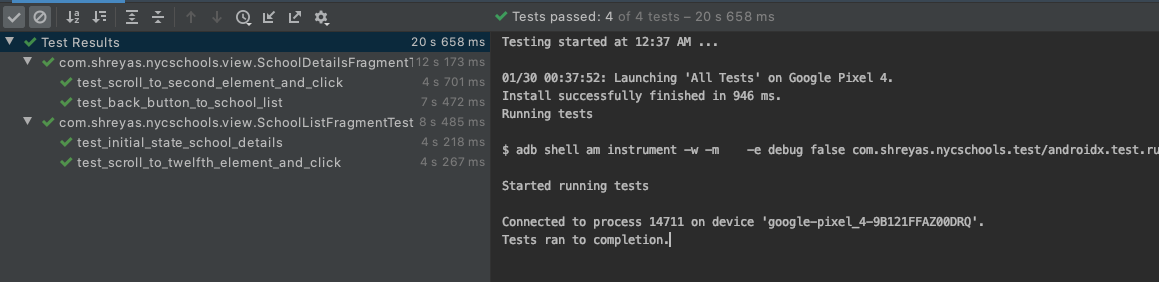 Tests passed: 4 of 4 tests – 20 s 658 ms
Test Results 20 s 658 ms
com.shreyas.nycschools.view.SchoolDetailsFragmentT 12 s 173 ms
test_scroll_to_second_element_and_click 4 s 701 ms
test_back_button_to_school_list 7 s 472 ms
com.shreyas.nycschools.view.SchoolListFragmentTest 8 s 485 ms
test_initial_state_school_details 4 s 218 ms
test_scroll_to_twelfth_element_and_click 4 s 267 ms
Testing started at 12:37 AM ...
01/30 00:37:52: Launching 'All Tests' on Google Pixel 4.
Install successfully finished in 946 ms.
Running tests
$ adb shell am instrument -w -m    -e debug false com.shreyas.nycschools.test/androidx.test.ru
Started running tests
Connected to process 14711 on device 'google-pixel_4-9B121FFAZ00DRQ'.
Tests ran to completion.